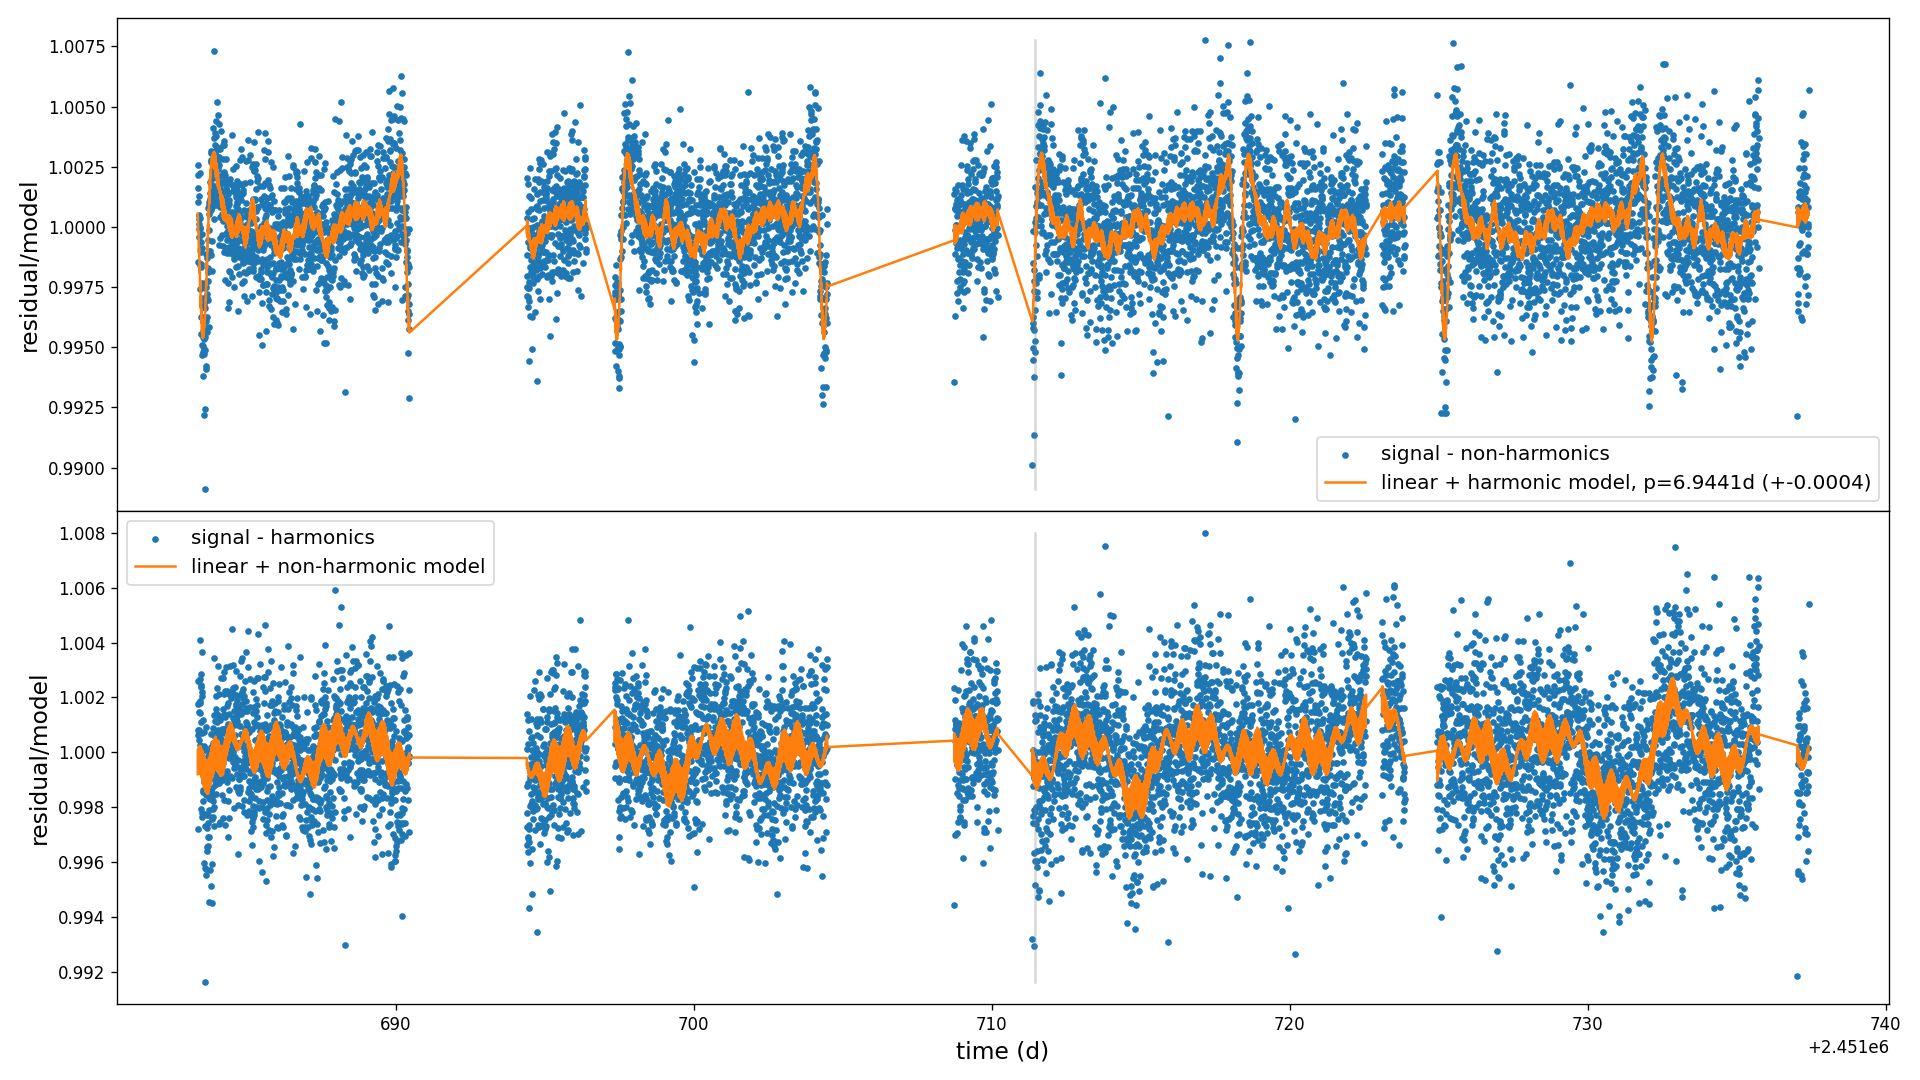 1.0075
1.0050
1.0025
1.0000
0.9975
0.9950
0.9925
0.9900
residual/model
signal - non-harmonics
linear + harmonic model, p=6.9441d (+-0.0004)
signal - harmonics
linear + non-harmonic model
1.008
1.006
1.004
1.002
1.000
0.998
0.996
0.994
0.992
residual/model
690 700 710 720 730 740
time (d)
+2.451e6